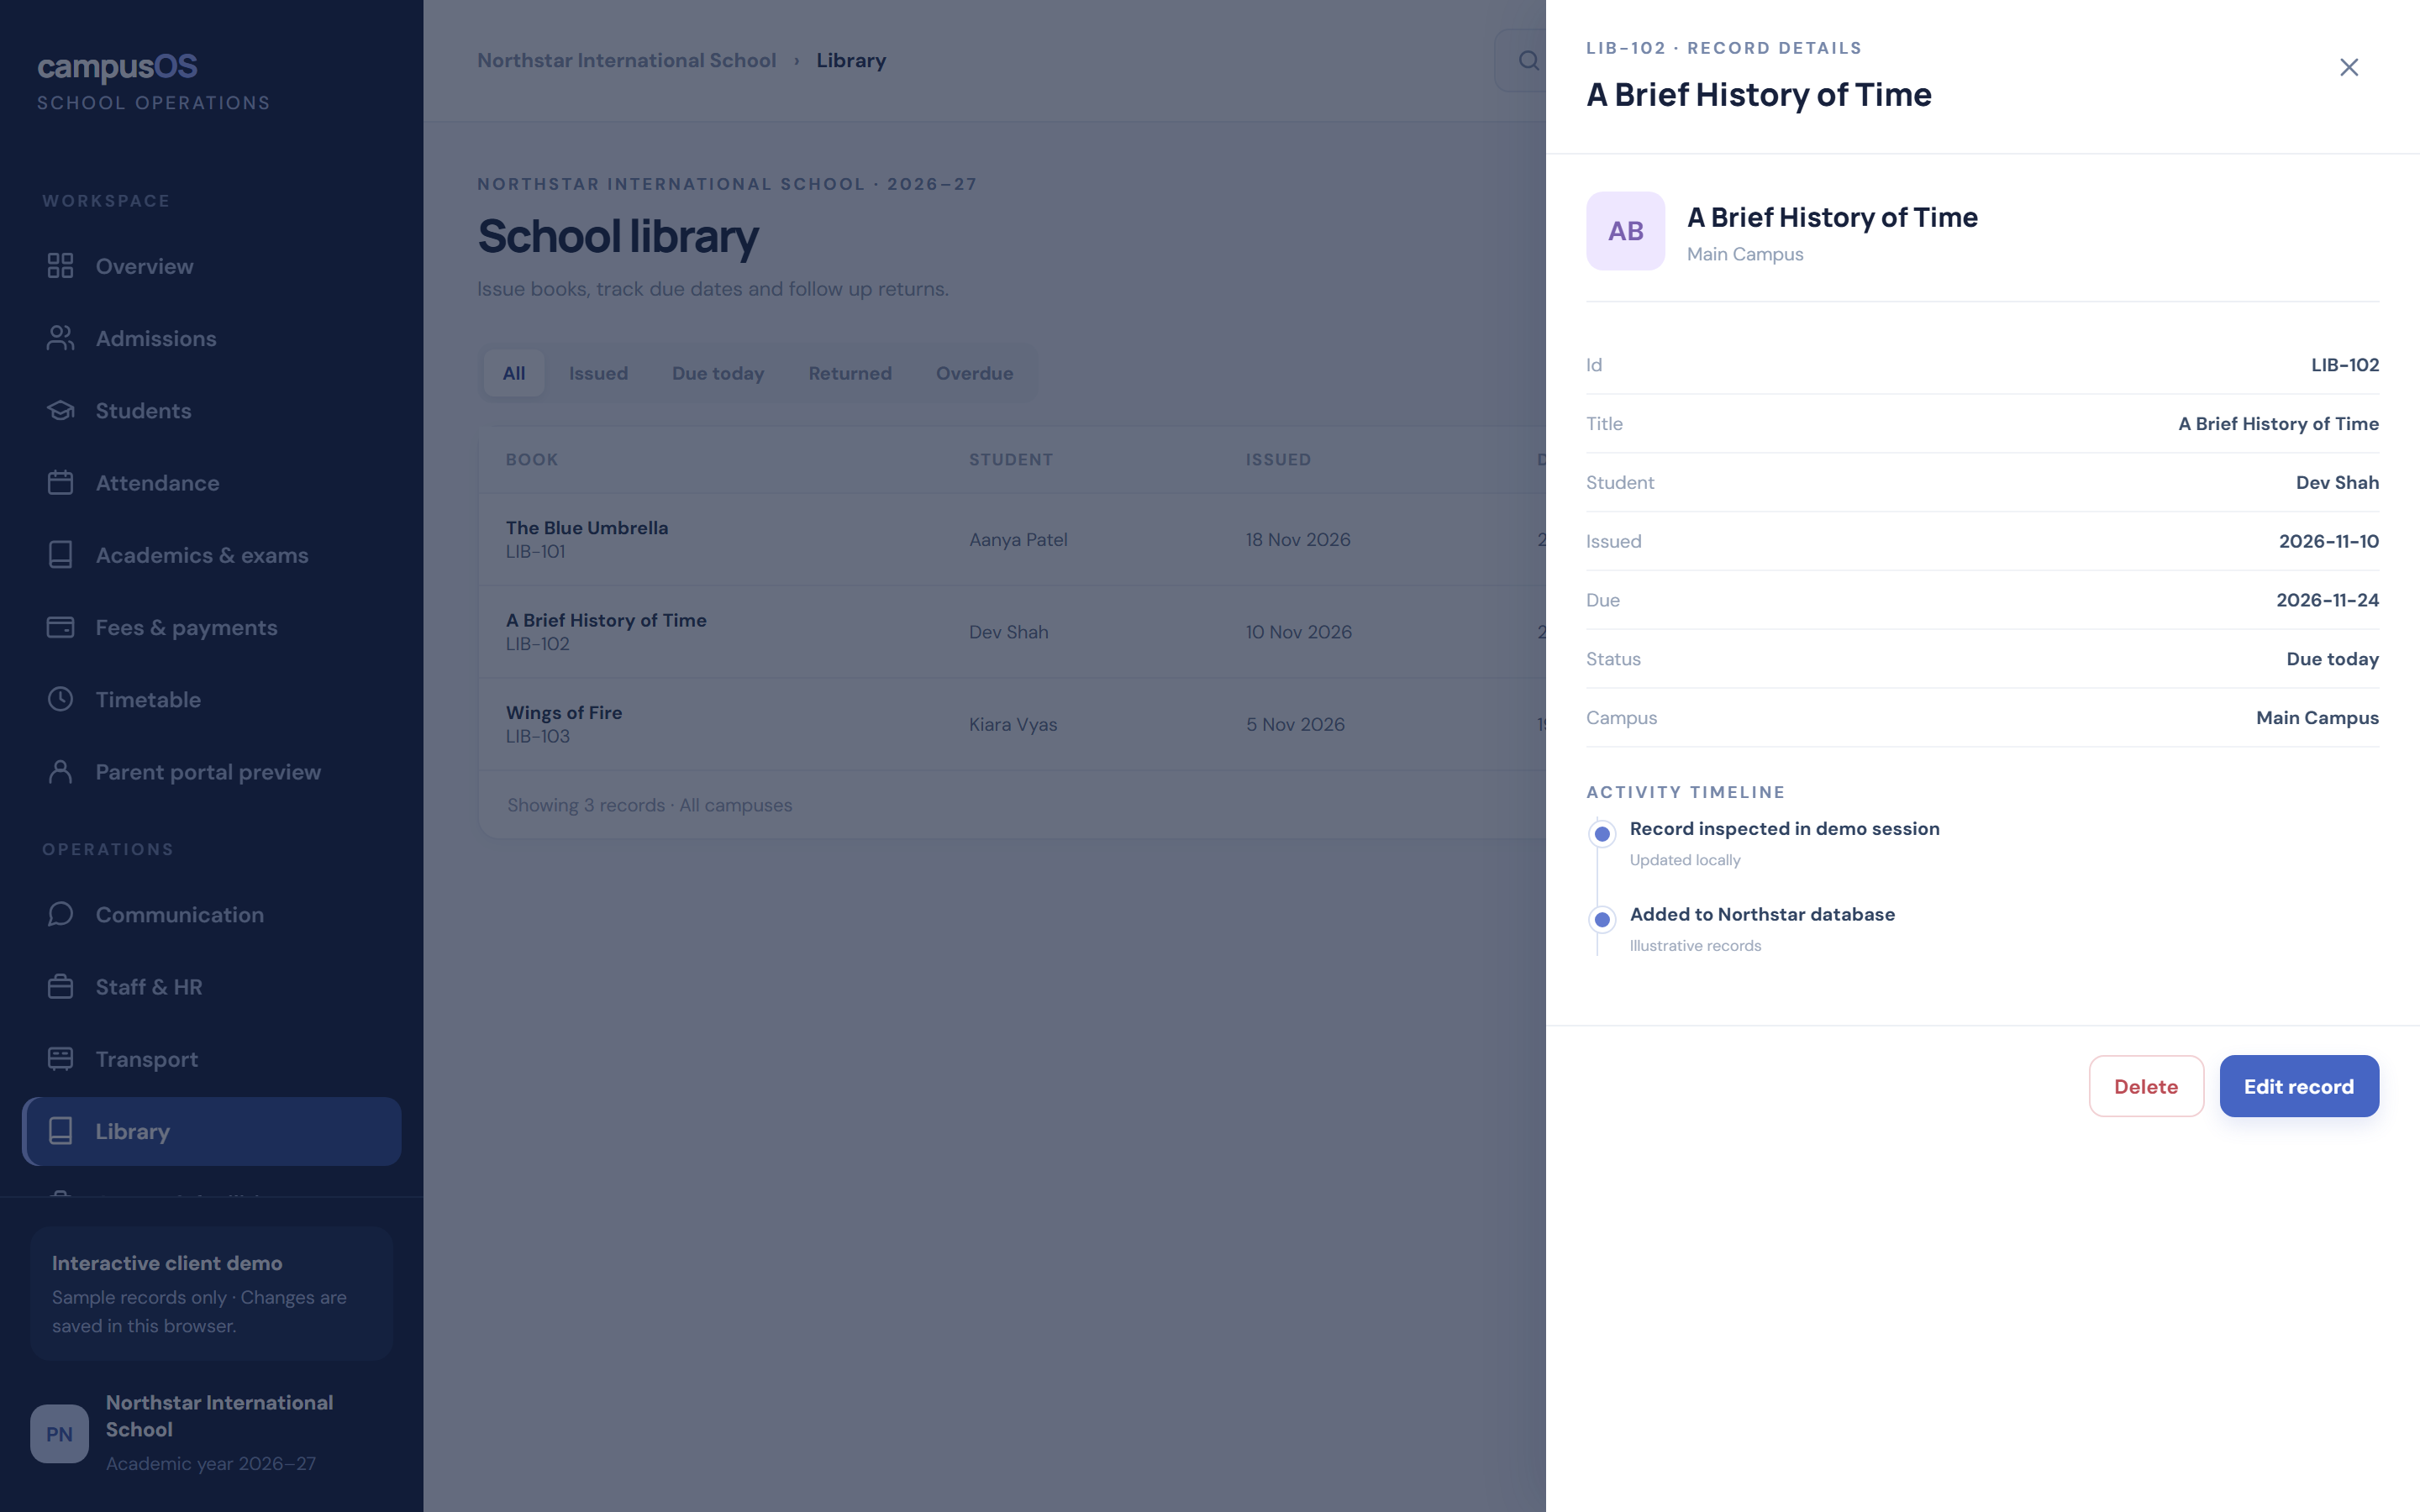 campusOS
SCHOOL OPERATIONS
WORKSPACE
Overview
Admissions
Students
Attendance
Academics & exams
Fees & payments
Timetable
Parent portal preview
OPERATIONS
Communication
Staff & HR
Transport
Library
Interactive client demo
Sample records only · Changes are
saved in this browser.
PN
Northstar International
School
Academic year 2026–27
Northstar International School › Library
NORTHSTAR INTERNATIONAL SCHOOL · 2026–27
School library
Issue books, track due dates and follow up returns.
All Issued Due today Returned Overdue
BOOK STUDENT ISSUED
The Blue Umbrella
LIB-101
Aanya Patel 18 Nov 2026
A Brief History of Time
LIB-102
Dev Shah 10 Nov 2026
Wings of Fire
LIB-103
Kiara Vyas 5 Nov 2026
Showing 3 records · All campuses
LIB-102 · RECORD DETAILS
A Brief History of Time
AB
A Brief History of Time
Main Campus
Id LIB-102
Title A Brief History of Time
Student Dev Shah
Issued 2026-11-10
Due 2026-11-24
Status Due today
Campus Main Campus
ACTIVITY TIMELINE
Record inspected in demo session
Updated locally
Added to Northstar database
Illustrative records
Delete Edit record